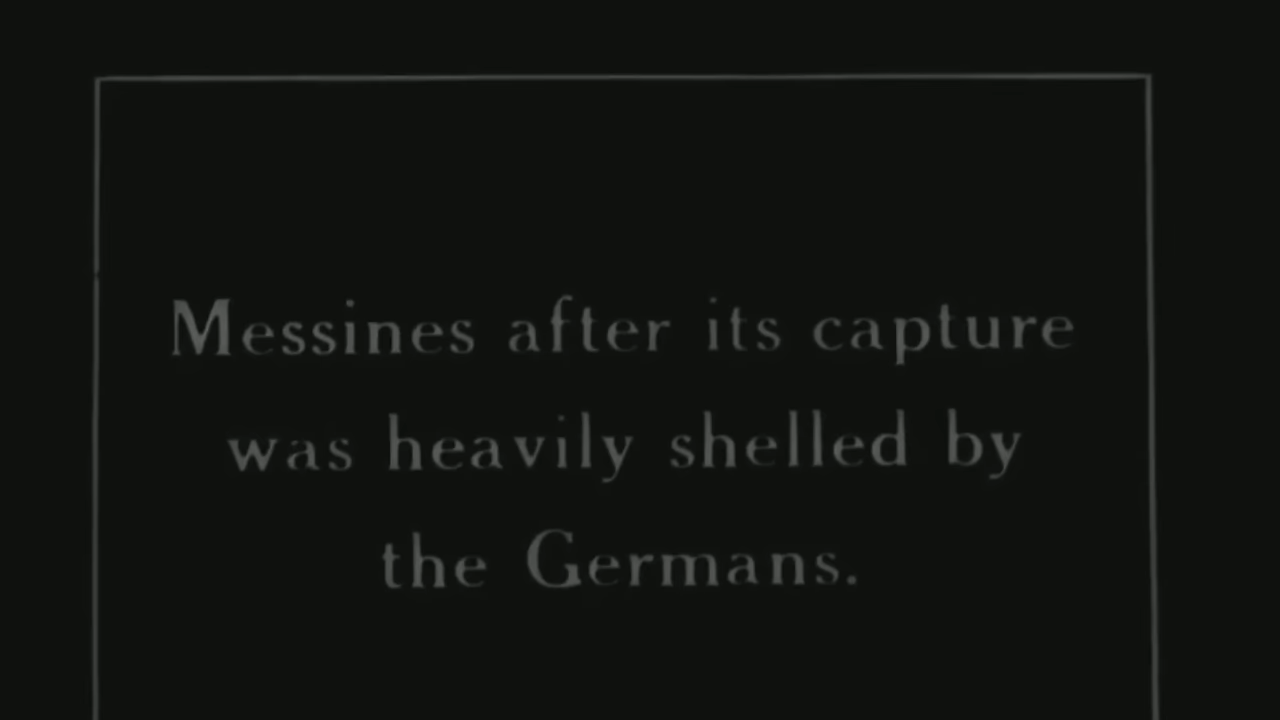 Messines after its capture
was heavily shelled by
the Germans.